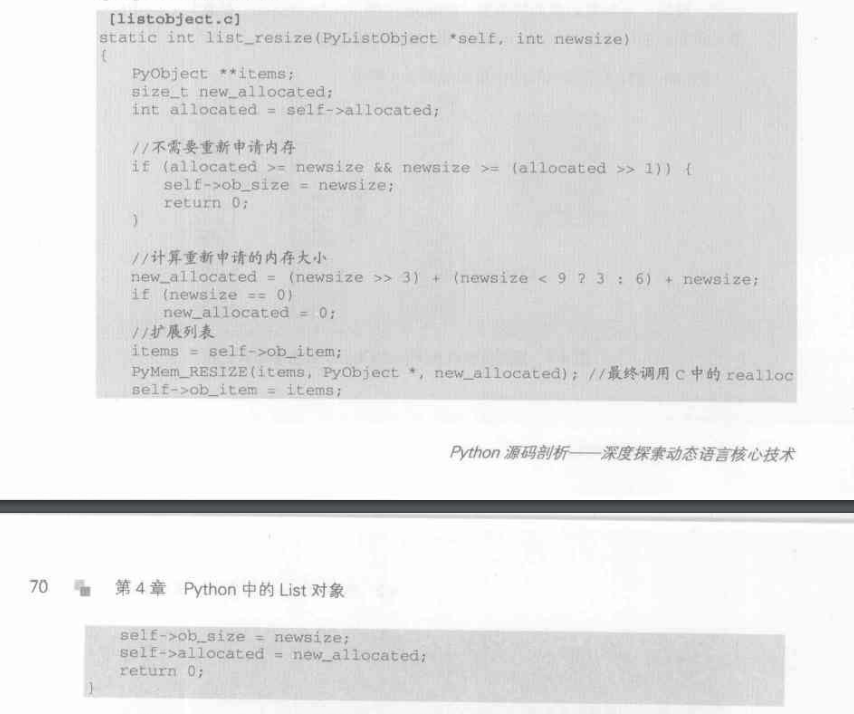 [listobject.c]
static int list_resize(PyListObject *self, int newsize)
{
    PyObject **items;
    size_t new_allocated;
    int allocated = self->allocated;

    //不需要重新申请内存
    if (allocated >= newsize && newsize >= (allocated >> 1)) {
        self->ob_size = newsize;
        return 0;
    }

    //计算重新申请的内存大小
    new_allocated = (newsize >> 3) + (newsize < 9 ? 3 : 6) + newsize;
    if (newsize == 0)
        new_allocated = 0;
    //扩展列表
    items = self->ob_item;
    PyMem_RESIZE(items, PyObject *, new_allocated); //最终调用 C 中的 realloc
    self->ob_item = items;
Python 源码剖析——深度探索动态语言核心技术
70 第 4 章 Python 中的 List 对象
    self->ob_size = newsize;
    self->allocated = new_allocated;
    return 0;
}